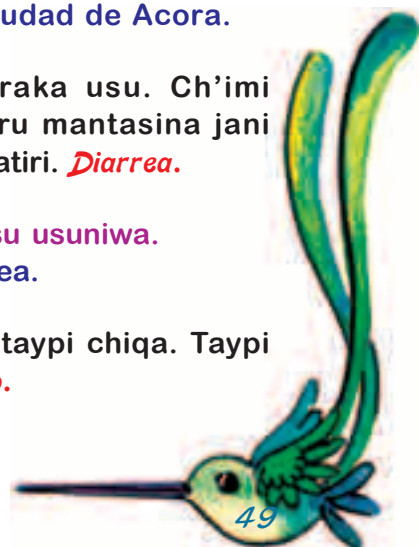 udad de Acora.
raka usu. Ch'imi
ru mantasina jani
atiri. Diarrea.
su usuniwa.
ea.
taypi chiqa. Taypi
o.
49